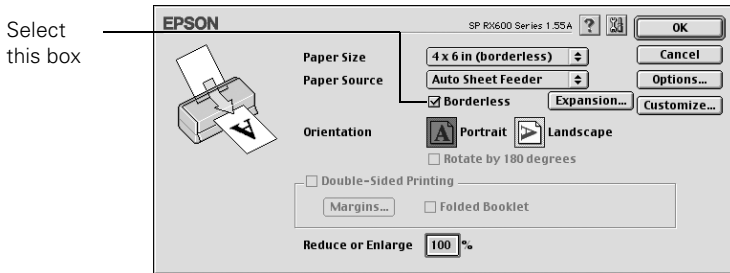 Select
this box
EPSON
SP RX600 Series 1.55A
?
OK
Paper Size
4 x 6 in (borderless)
Cancel
Paper Source
Auto Sheet Feeder
Options...
Borderless
Expansion...
Customize...
Orientation
A Portrait
A Landscape
Rotate by 180 degrees
Double-Sided Printing
Margins...
Folded Booklet
Reduce or Enlarge
100 %
A